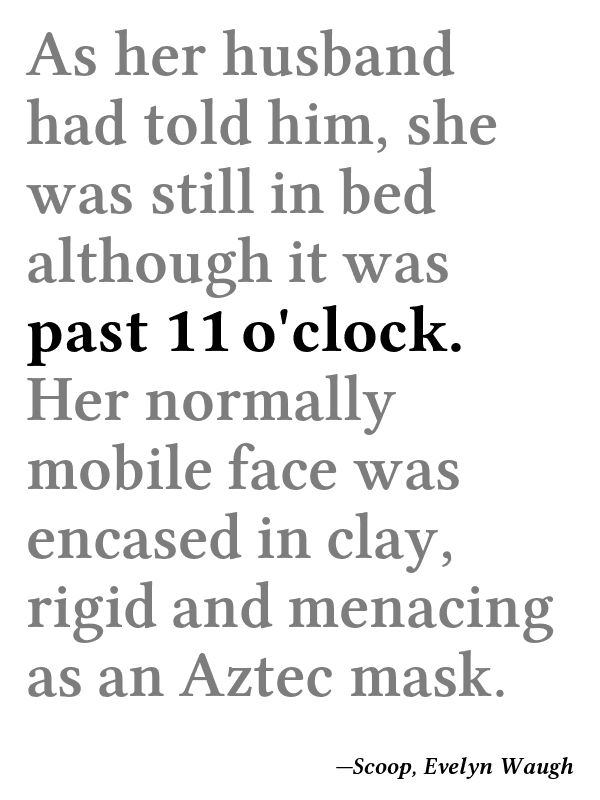 As her husband
had told him, she
was still in bed
although it was
past 11 o'clock.
Her normally
mobile face was
encased in clay,
rigid and menacing
as an Aztec mask.
—Scoop, Evelyn Waugh